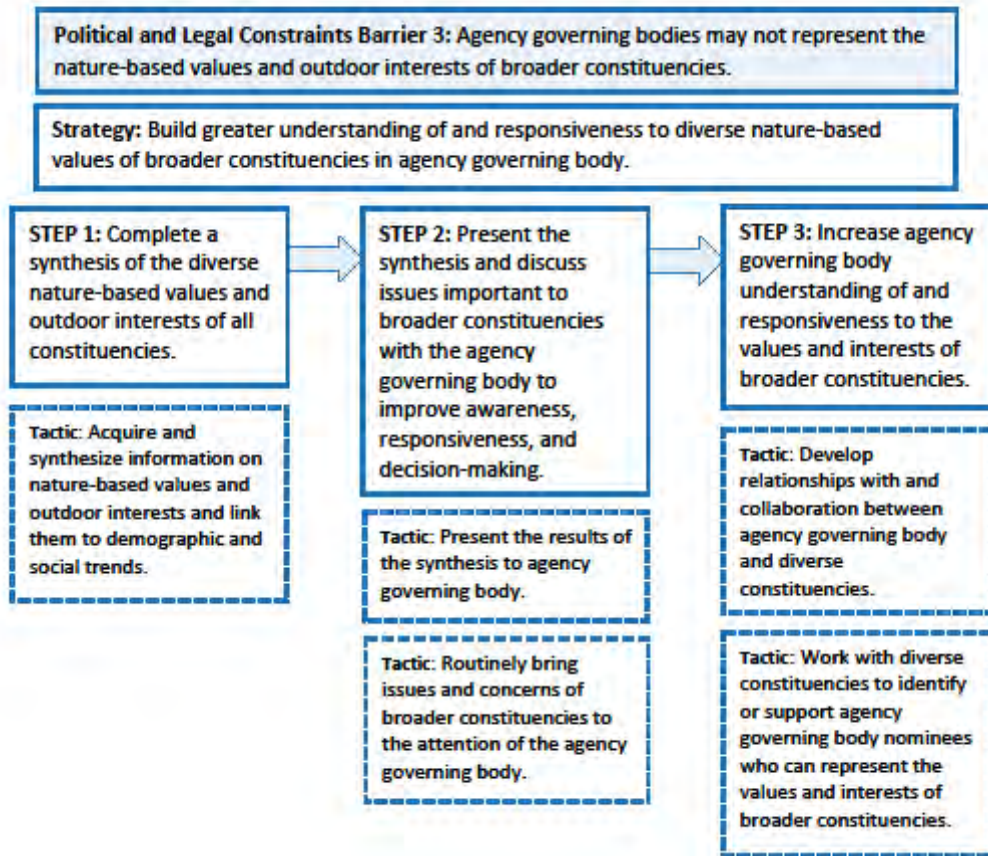 Political and Legal Constraints Barrier 3: Agency governing bodies may not represent the
nature-based values and outdoor interests of broader constituencies.
Strategy: Build greater understanding of and responsiveness to diverse nature-based
values of broader constituencies in agency governing body.
STEP 1: Complete a
synthesis of the diverse
nature-based values and
outdoor interests of all
constituencies.
Tactic: Acquire and
synthesize information on
nature-based values and
outdoor interests and link
them to demographic and
social trends.
STEP 2: Present the
synthesis and discuss
issues important to
broader constituencies
with the agency
governing body to
improve awareness,
responsiveness, and
decision-making.
Tactic: Present the results of
the synthesis to agency
governing body.
Tactic: Routinely bring
issues and concerns of
broader constituencies to
the attention of the agency
governing body.
STEP 3: Increase agency
governing body
understanding of and
responsiveness to the
values and interests of
broader constituencies.
Tactic: Develop
relationships with and
collaboration between
agency governing body
and diverse
constituencies.
Tactic: Work with diverse
constituencies to identify
or support agency
governing body nominees
who can represent the
values and interests of
broader constituencies.